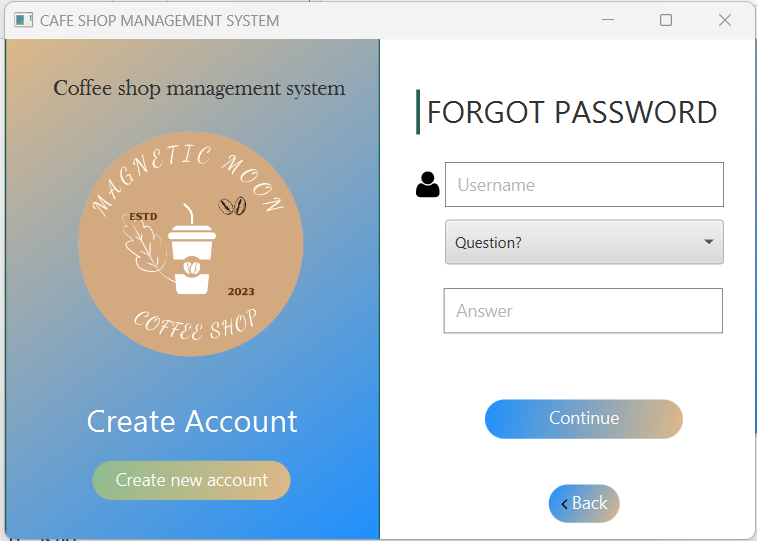 CAFE SHOP MANAGEMENT SYSTEM
Coffee shop management system
MAGNETIC MOON
ESTD
2023
COFFEE SHOP
Create Account
Create new account
FORGOT PASSWORD
Username
Question?
Answer
Continue
Back